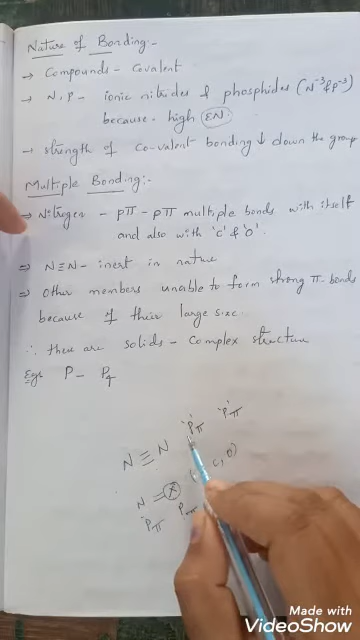 Nature of Bonding:-
→ Compounds - Covalent
→ N, P - ionic nitrides & phosphides (N⁻³ & P⁻³)
because - high EN
→ strength of covalent bonding ↓ down the group
Multiple Bonding:-
→ Nitrogen - pπ - pπ multiple bonds with itself
and also with 'C' & 'O'.
⇒ N≡N - inert in nature
⇒ Other members unable to form strong π-bonds
because of their large size.
∴ these are solids - Complex structure
Eg:- P - P₄
N ≡ N Pπ Pπ
C, O)
N = X
Pπ Pπ
Made with
VideoShow